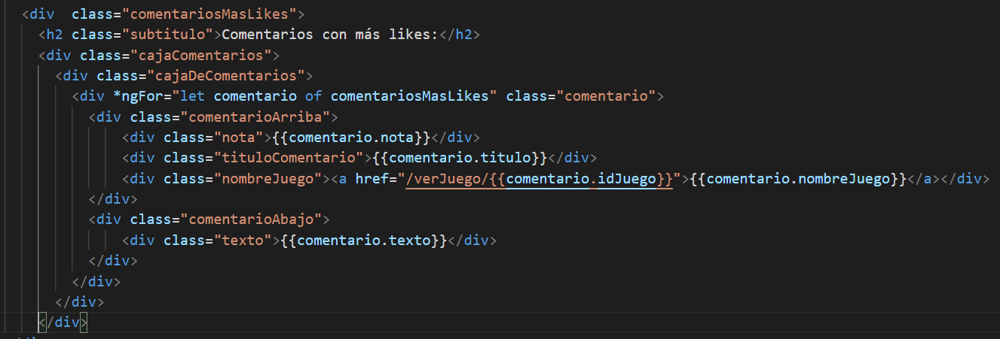 <div  class="comentariosMasLikes">
<h2 class="subtitulo">Comentarios con más likes:</h2>
<div class="cajaComentarios">
<div class="cajaDeComentarios">
<div *ngFor="let comentario of comentariosMasLikes" class="comentario">
<div class="comentarioArriba">
<div class="nota">{{comentario.nota}}</div>
<div class="tituloComentario">{{comentario.titulo}}</div>
<div class="nombreJuego"><a href="/verJuego/{{comentario.idJuego}}">{{comentario.nombreJuego}}</a></div>
</div>
<div class="comentarioAbajo">
<div class="texto">{{comentario.texto}}</div>
</div>
</div>
</div>
</div>